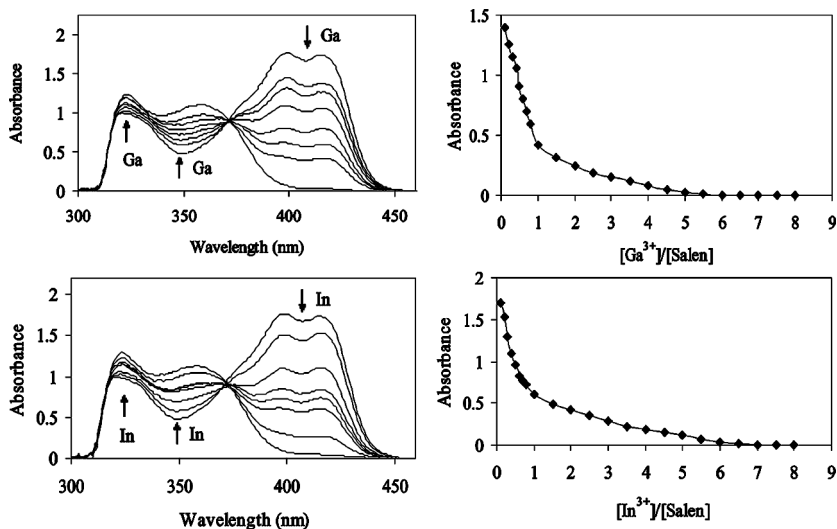 2
1.5
1
0.5
0
Absorbance
Ga
Ga
Ga
300 350 400 450
Wavelength (nm)
1.5
1
0.5
0
Absorbance
0 1 2 3 4 5 6 7 8 9
[Ga³⁺]/[Salen]
2
1.5
1
0.5
0
Absorbance
In
In
In
300 350 400 450
Wavelength (nm)
2
1.5
1
0.5
0
Absorbance
0 1 2 3 4 5 6 7 8 9
[In³⁺]/[Salen]